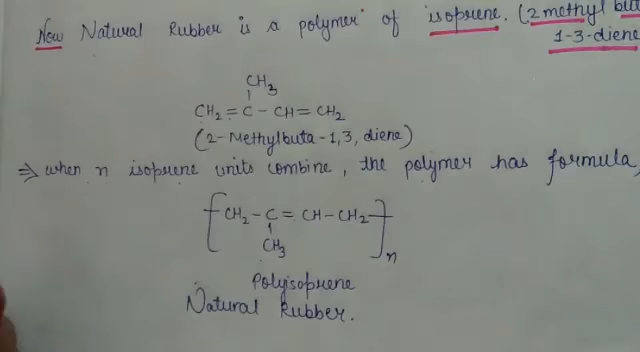 Now Natural Rubber is a polymer of isoprene. (2 methyl but
1-3-diene
CH3
CH2=C-CH=CH2
(2-Methylbuta-1,3, diene)
⇒ when n isoprene units combine, the polymer has formula,
[CH2-C=CH-CH2]n
CH3
Polyisoprene
Natural Rubber.